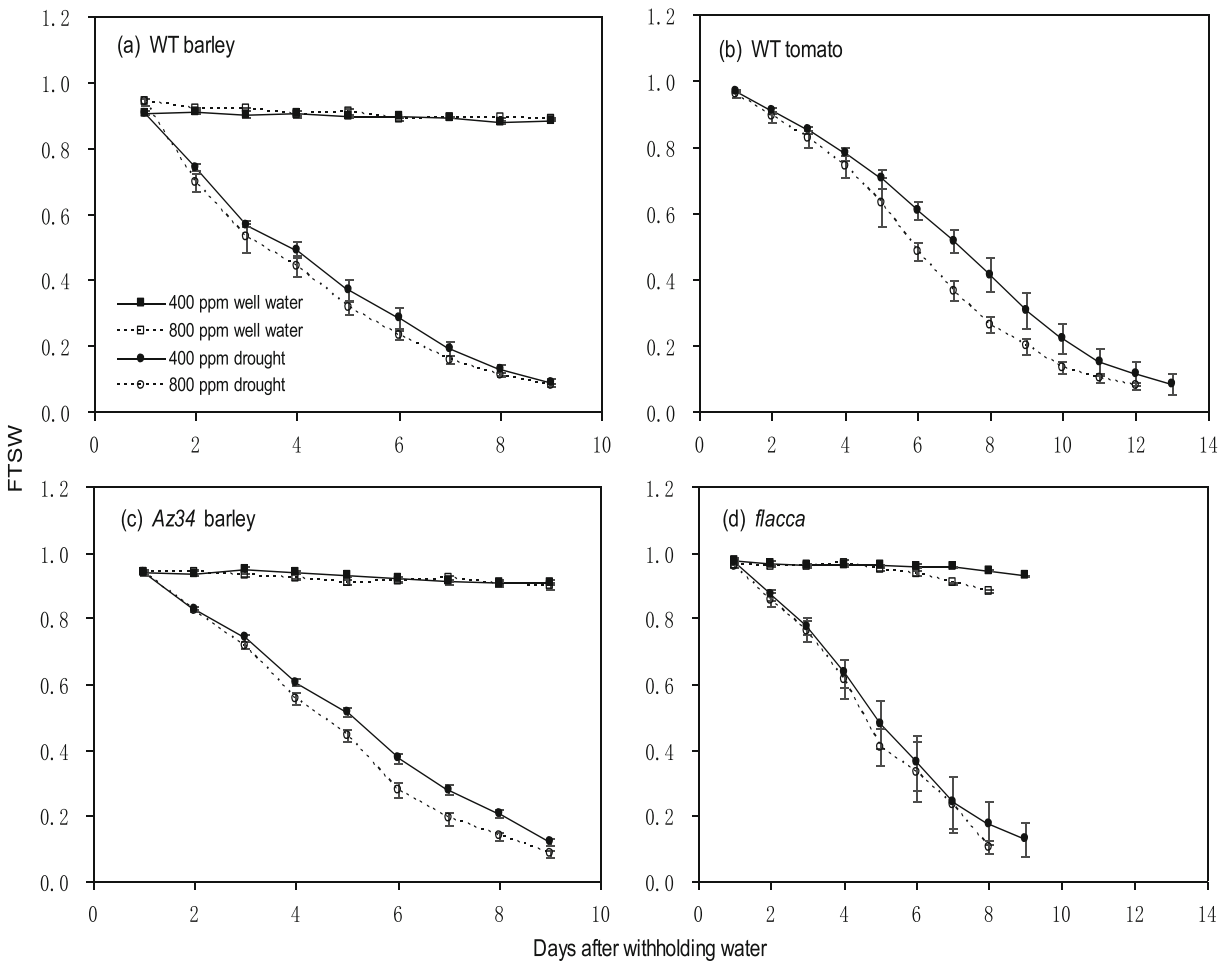 (a) WT barley
1.2
1.0
0.8
0.6
0.4
0.2
0.0
400 ppm well water
800 ppm well water
400 ppm drought
800 ppm drought
0 2 4 6 8 10
(b) WT tomato
1.2
1.0
0.8
0.6
0.4
0.2
0.0
0 2 4 6 8 10 12 14
FTSW
(c) Az34 barley
1.2
1.0
0.8
0.6
0.4
0.2
0.0
0 2 4 6 8 10
(d) flacca
1.2
1.0
0.8
0.6
0.4
0.2
0.0
0 2 4 6 8 10 12 14
Days after withholding water